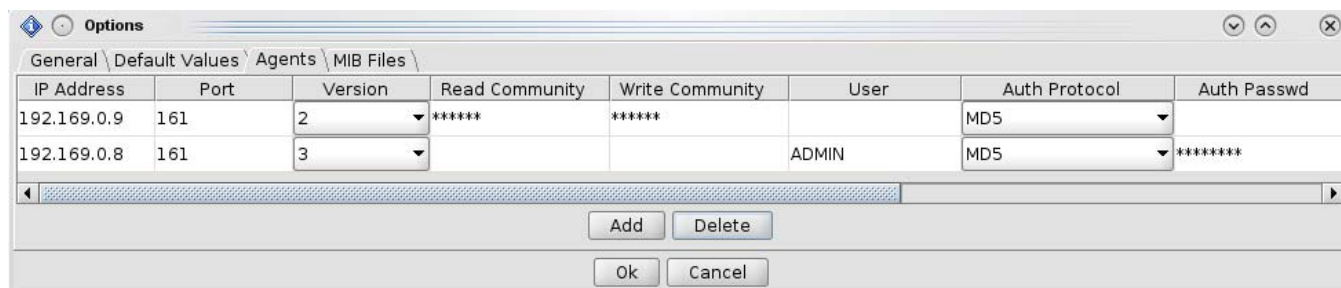 Options
General Default Values Agents MIB Files
IP Address Port Version Read Community Write Community User Auth Protocol Auth Passwd
192.169.0.9 161 2 ****** ****** MD5
192.169.0.8 161 3 ADMIN MD5 ********
Add Delete
Ok Cancel